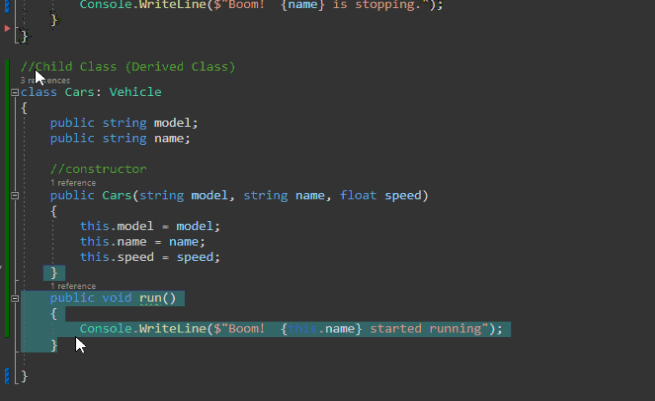 Console.WriteLine($"Boom!  {name} is stopping.");
}
}
//Child Class (Derived Class)
3 references
class Cars: Vehicle
{
public string model;
public string name;
//constructor
1 reference
public Cars(string model, string name, float speed)
{
this.model = model;
this.name = name;
this.speed = speed;
}
1 reference
public void run()
{
Console.WriteLine($"Boom!  {this.name} started running");
}
}